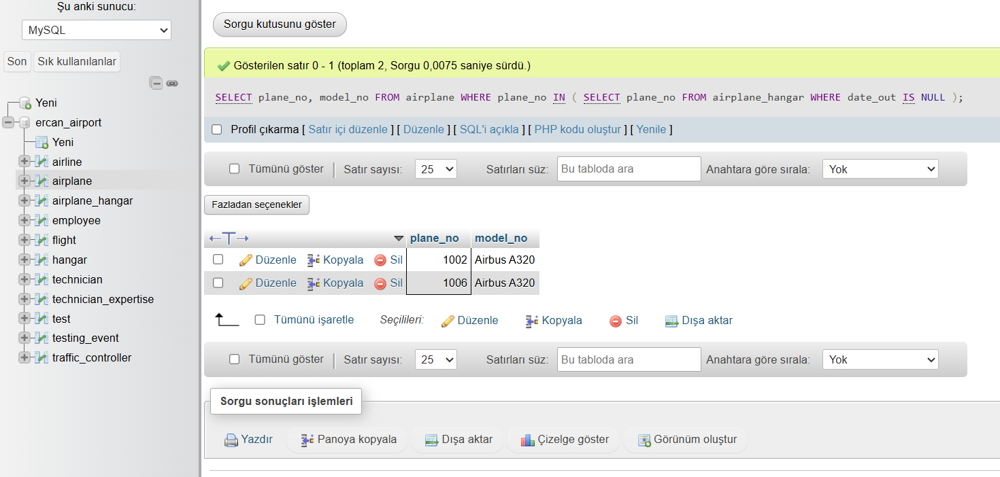 Şu anki sunucu:
MySQL
Son Sık kullanılanlar
Yeni
ercan_airport
Yeni
airline
airplane
airplane_hangar
employee
flight
hangar
technician
technician_expertise
test
testing_event
traffic_controller
Sorgu kutusunu göster
Gösterilen satır 0 - 1 (toplam 2, Sorgu 0,0075 saniye sürdü.)
SELECT plane_no, model_no FROM airplane WHERE plane_no IN ( SELECT plane_no FROM airplane_hangar WHERE date_out IS NULL );
Profil çıkarma [ Satır içi düzenle ] [ Düzenle ] [ SQL'i açıkla ] [ PHP kodu oluştur ] [ Yenile ]
Tümünü göster | Satır sayısı: 25 Satırları süz: Bu tabloda ara Anahtara göre sırala: Yok
Fazladan seçenekler
←T→ plane_no model_no
Düzenle Kopyala Sil 1002 Airbus A320
Düzenle Kopyala Sil 1006 Airbus A320
Tümünü işaretle Seçilileri: Düzenle Kopyala Sil Dışa aktar
Tümünü göster | Satır sayısı: 25 Satırları süz: Bu tabloda ara Anahtara göre sırala: Yok
Sorgu sonuçları işlemleri
Yazdır Panoya kopyala Dışa aktar Çizelge göster Görünüm oluştur